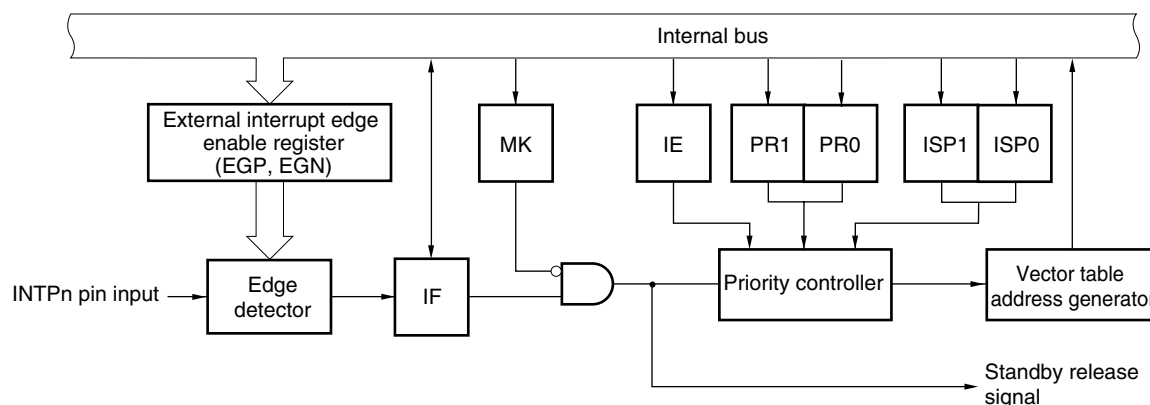 Internal bus
External interrupt edge
enable register
(EGP, EGN)
MK
IE
PR1
PR0
ISP1
ISP0
INTPn pin input
Edge
detector
IF
Priority controller
Vector table
address generator
Standby release
signal